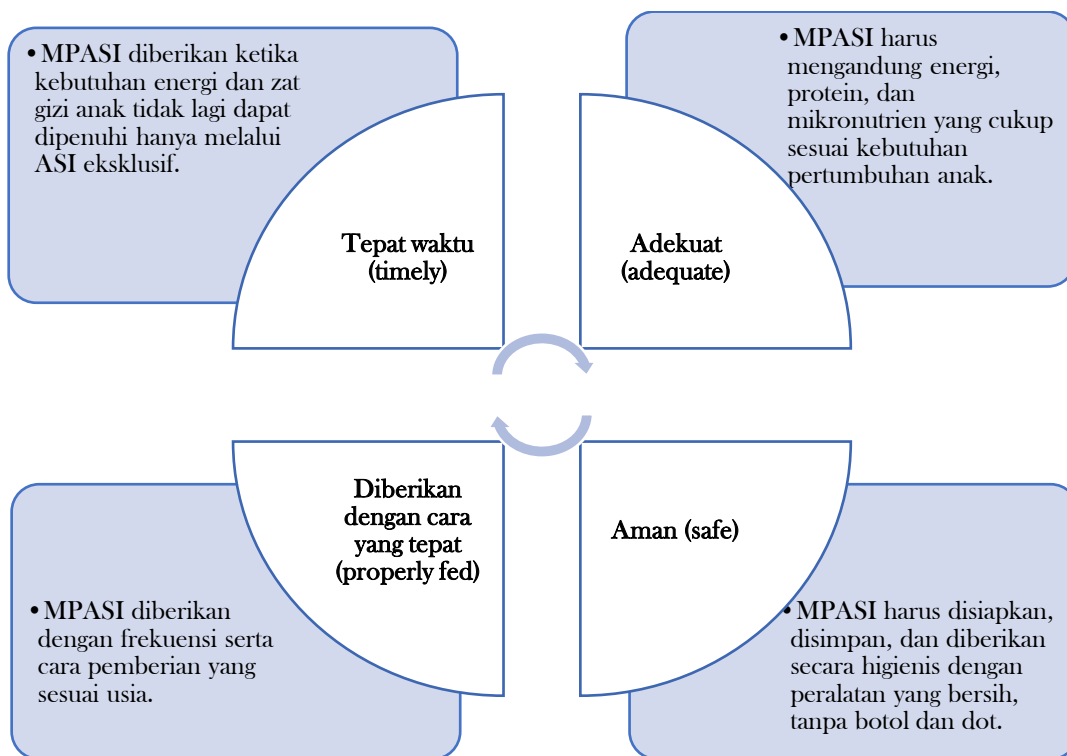 • MPASI diberikan ketika
kebutuhan energi dan zat
gizi anak tidak lagi dapat
dipenuhi hanya melalui
ASI eksklusif.
Tepat waktu
(timely)
• MPASI harus
mengandung energi,
protein, dan
mikronutrien yang cukup
sesuai kebutuhan
pertumbuhan anak.
Adekuat
(adequate)
Diberikan
dengan cara
yang tepat
(properly fed)
• MPASI diberikan
dengan frekuensi serta
cara pemberian yang
sesuai usia.
Aman (safe)
• MPASI harus disiapkan,
disimpan, dan diberikan
secara higienis dengan
peralatan yang bersih,
tanpa botol dan dot.